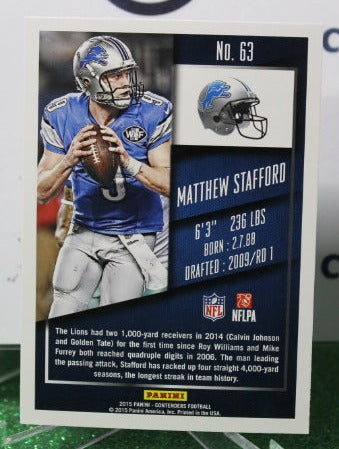 No. 63
9
WCF
MATTHEW STAFFORD
6'3" 236 LBS
BORN : 2.7.88
DRAFTED : 2009/RD 1
NFL
NFLPA
The Lions had two 1,000-yard receivers in 2014 (Calvin Johnson
and Golden Tate) for the first time since Roy Williams and Mike
Furrey both reached quadruple digits in 2006. The man leading
the passing attack, Stafford has racked up four straight 4,000-yard
seasons, the longest streak in team history.
PANINI
2015 PANINI - CONTENDERS FOOTBALL
© 2015 Panini America, Inc. Printed in the USA.